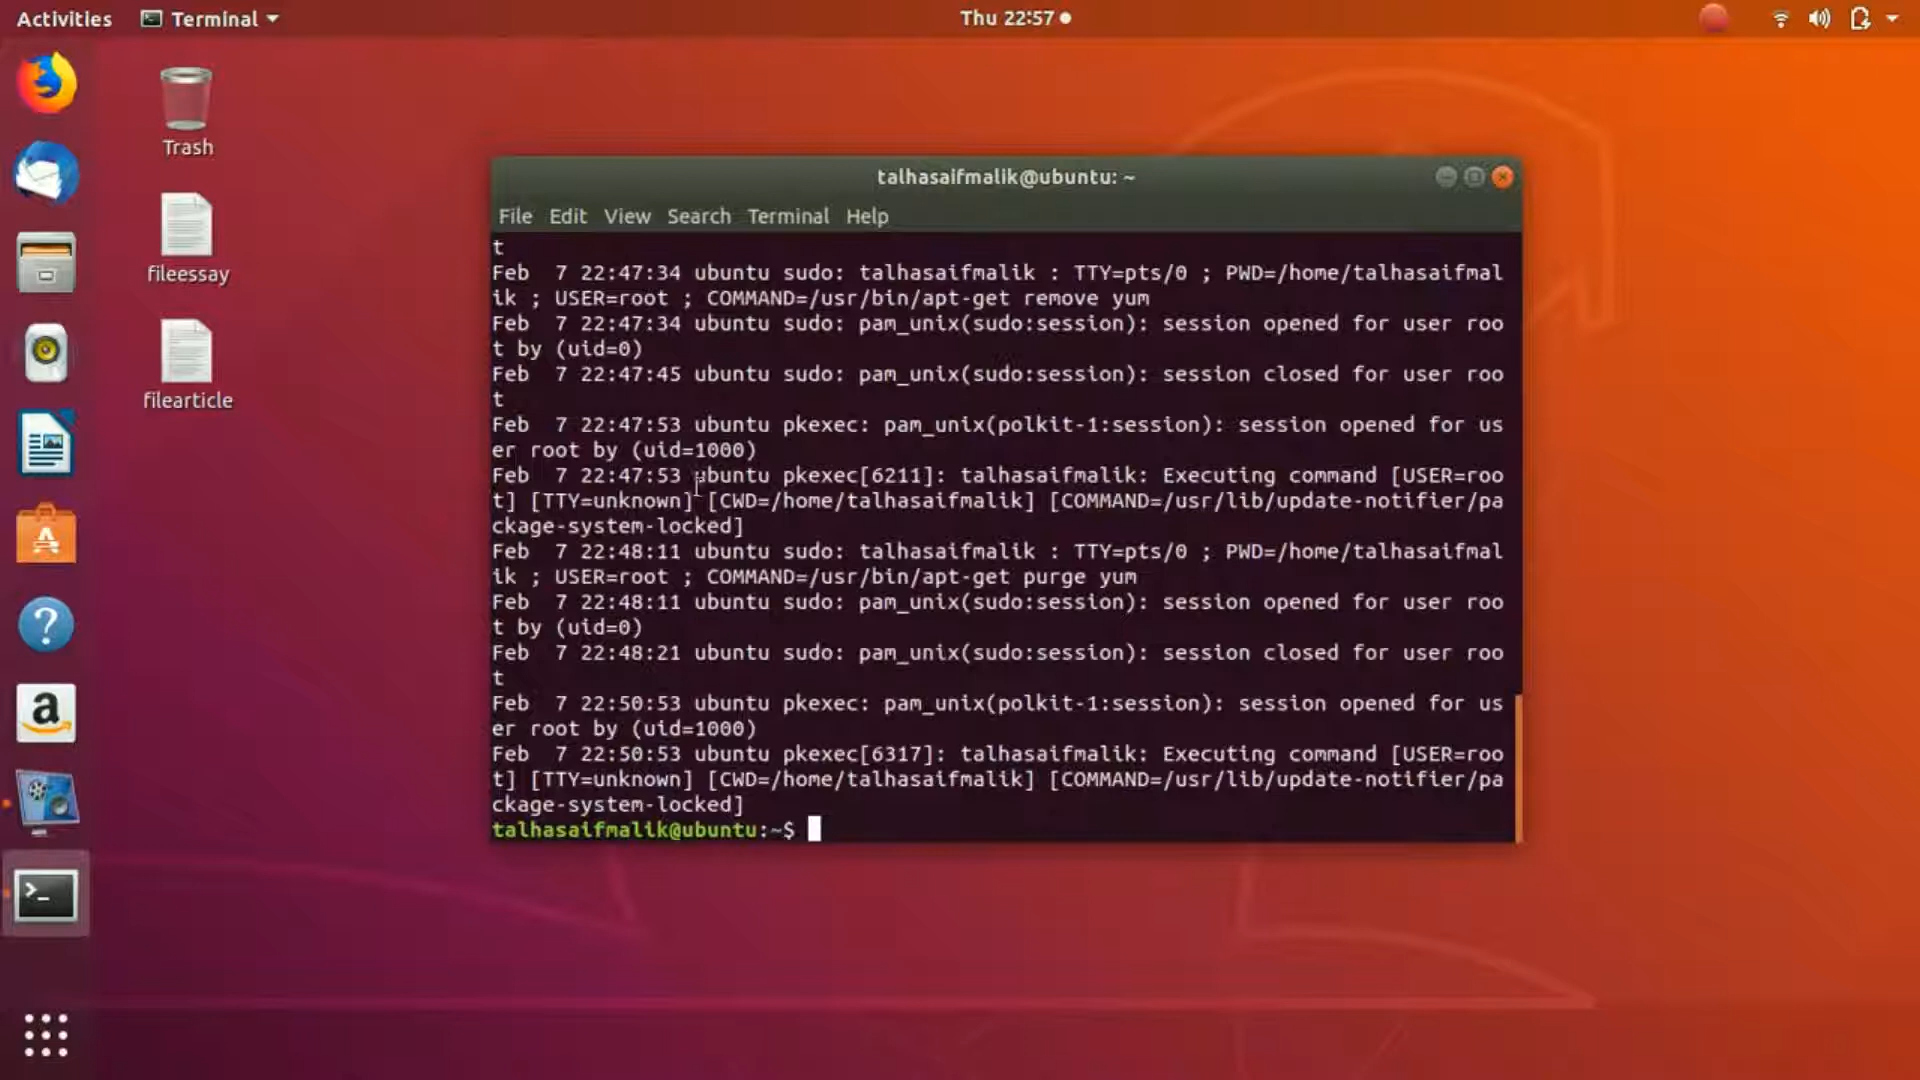 Activities Terminal Thu 22:57
Trash
fileessay
filearticle
talhasaifmalik@ubuntu: ~
File Edit View Search Terminal Help
t
Feb  7 22:47:34 ubuntu sudo: talhasaifmalik : TTY=pts/0 ; PWD=/home/talhasaifmal
ik ; USER=root ; COMMAND=/usr/bin/apt-get remove yum
Feb  7 22:47:34 ubuntu sudo: pam_unix(sudo:session): session opened for user roo
t by (uid=0)
Feb  7 22:47:45 ubuntu sudo: pam_unix(sudo:session): session closed for user roo
t
Feb  7 22:47:53 ubuntu pkexec: pam_unix(polkit-1:session): session opened for us
er root by (uid=1000)
Feb  7 22:47:53 ubuntu pkexec[6211]: talhasaifmalik: Executing command [USER=roo
t] [TTY=unknown] [CWD=/home/talhasaifmalik] [COMMAND=/usr/lib/update-notifier/pa
ckage-system-locked]
Feb  7 22:48:11 ubuntu sudo: talhasaifmalik : TTY=pts/0 ; PWD=/home/talhasaifmal
ik ; USER=root ; COMMAND=/usr/bin/apt-get purge yum
Feb  7 22:48:11 ubuntu sudo: pam_unix(sudo:session): session opened for user roo
t by (uid=0)
Feb  7 22:48:21 ubuntu sudo: pam_unix(sudo:session): session closed for user roo
t
Feb  7 22:50:53 ubuntu pkexec: pam_unix(polkit-1:session): session opened for us
er root by (uid=1000)
Feb  7 22:50:53 ubuntu pkexec[6317]: talhasaifmalik: Executing command [USER=roo
t] [TTY=unknown] [CWD=/home/talhasaifmalik] [COMMAND=/usr/lib/update-notifier/pa
ckage-system-locked]
talhasaifmalik@ubuntu:~$